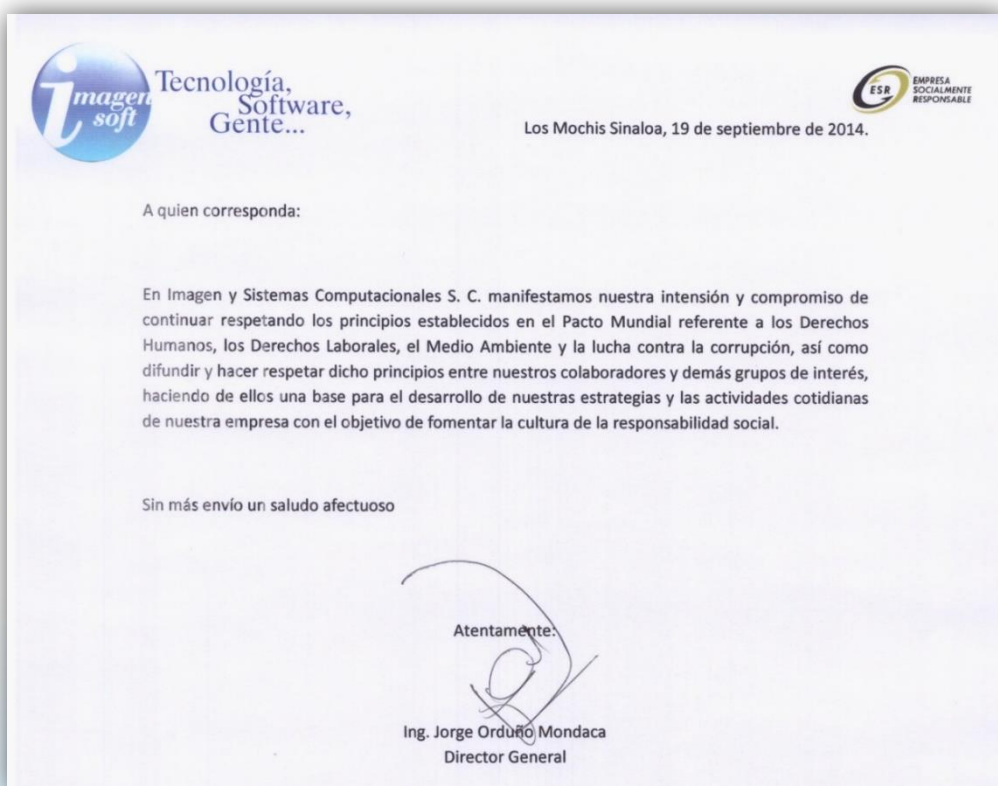 Imagen
soft
Tecnología,
Software,
Gente...
ESR
EMPRESA
SOCIALMENTE
RESPONSABLE
Los Mochis Sinaloa, 19 de septiembre de 2014.
A quien corresponda:
En Imagen y Sistemas Computacionales S. C. manifestamos nuestra intensión y compromiso de
continuar respetando los principios establecidos en el Pacto Mundial referente a los Derechos
Humanos, los Derechos Laborales, el Medio Ambiente y la lucha contra la corrupción, así como
difundir y hacer respetar dicho principios entre nuestros colaboradores y demás grupos de interés,
haciendo de ellos una base para el desarrollo de nuestras estrategias y las actividades cotidianas
de nuestra empresa con el objetivo de fomentar la cultura de la responsabilidad social.
Sin más envío un saludo afectuoso
Atentamente:
Ing. Jorge Orduño Mondaca
Director General